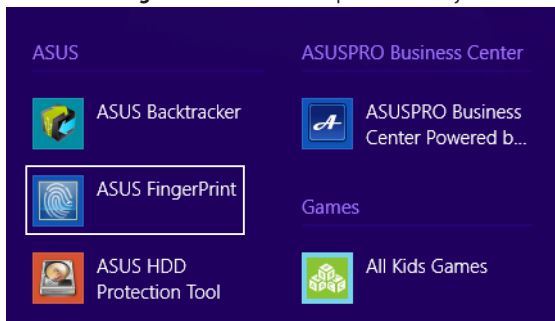 ASUS
ASUS Backtracker
ASUS FingerPrint
ASUS HDD
Protection Tool
ASUSPRO Business Center
ASUSPRO Business
Center Powered b...
Games
All Kids Games